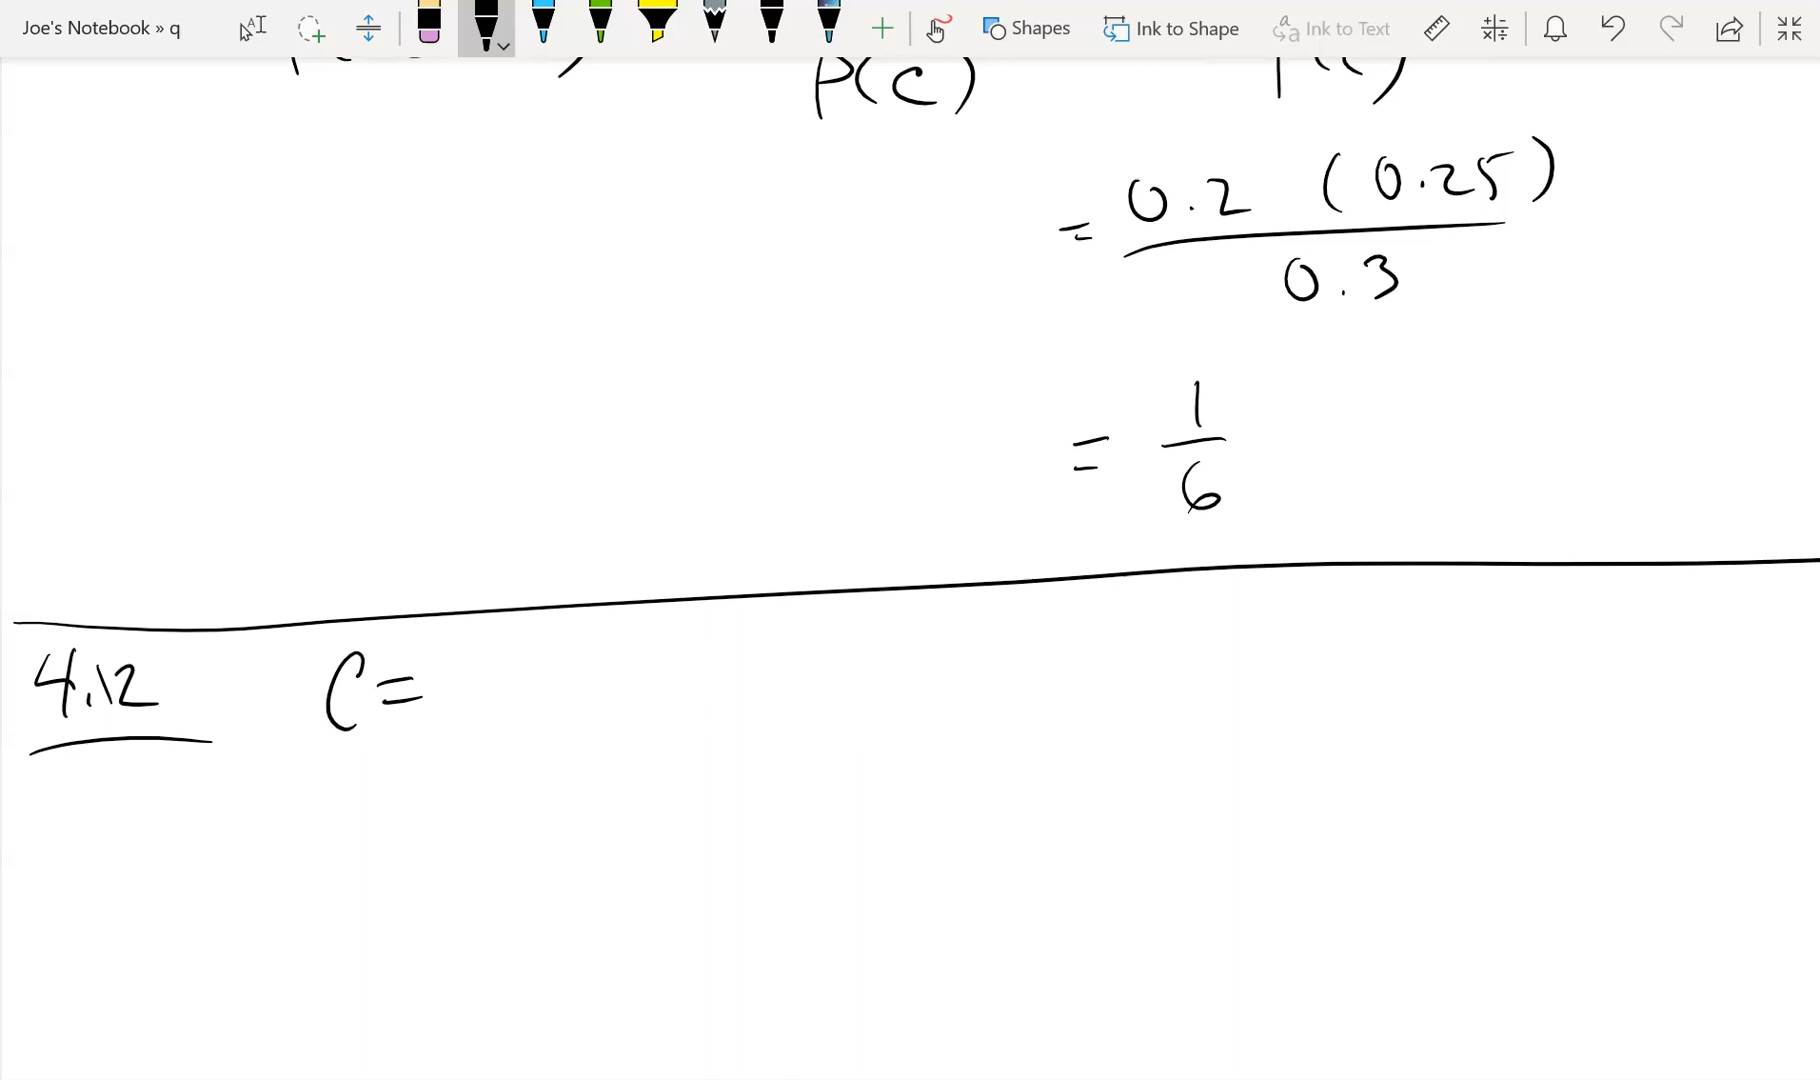 Joe's Notebook » q Shapes Ink to Shape Ink to Text
P(C)
= 0.2 (0.25)
0.3
= 1
6
4.12 C =